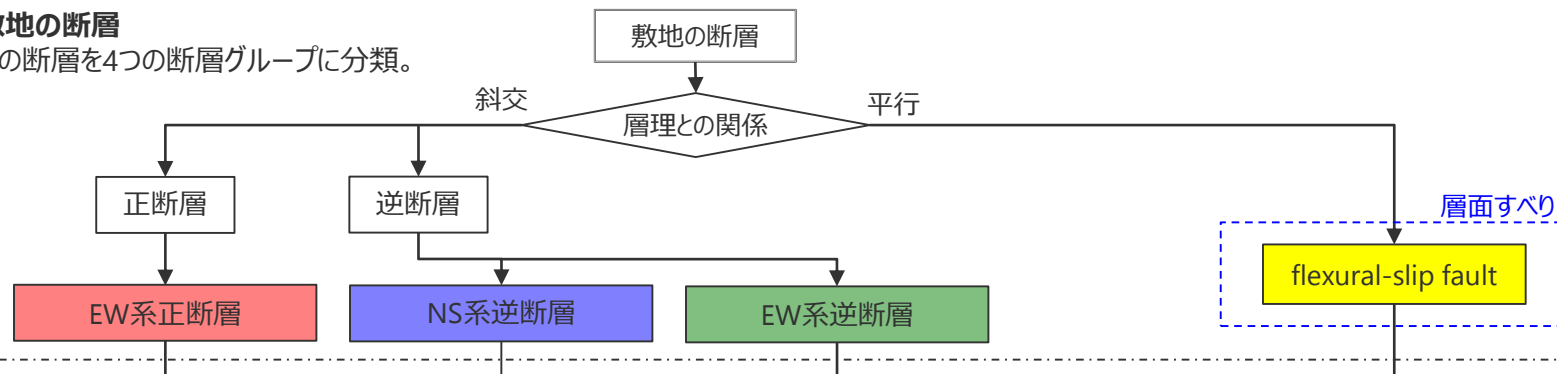 地の断層
の断層を4つの断層グループに分類。
敷地の断層
斜交
層理との関係
平行
正断層
逆断層
層面すべり
flexural-slip fault
EW系正断層
NS系逆断層
EW系逆断層